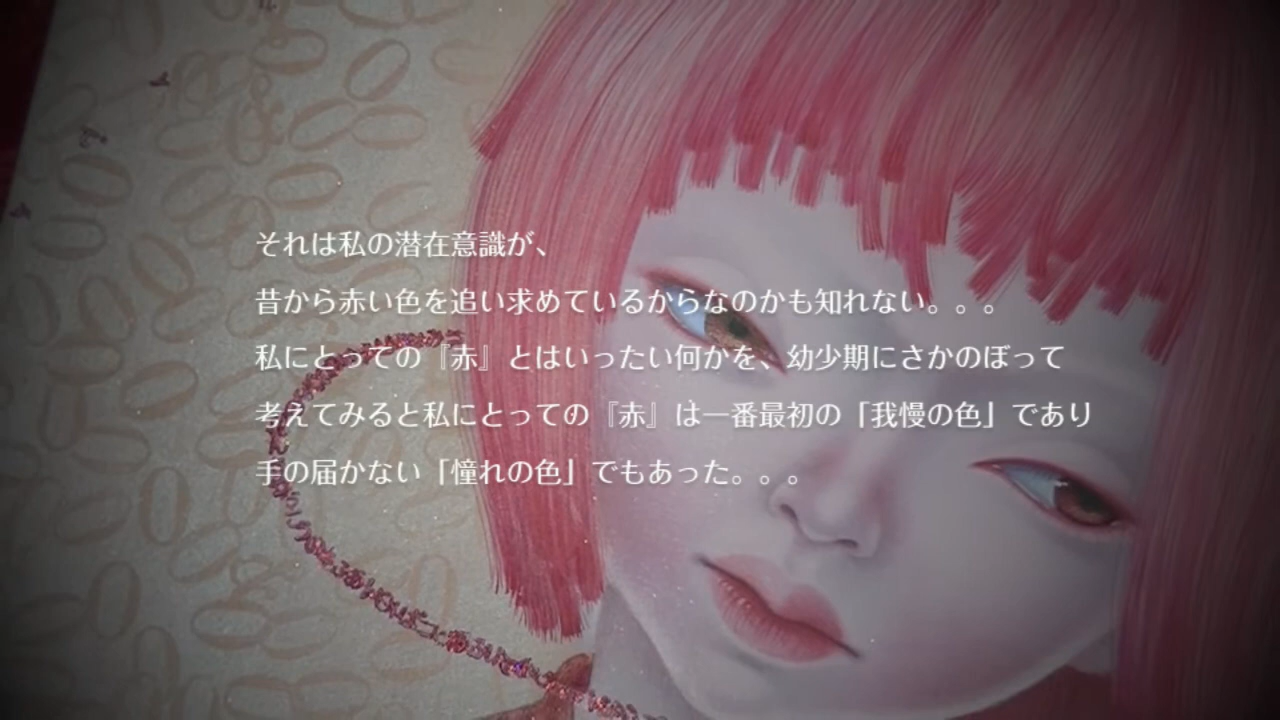 それは私の潜在意識が、
昔から赤い色を追い求めているからなのかも知れない。。。
私にとっての『赤』とはいったい何かを、幼少期にさかのぼって
考えてみると私にとっての『赤』は一番最初の「我慢の色」であり
手の届かない「憧れの色」でもあった。。。